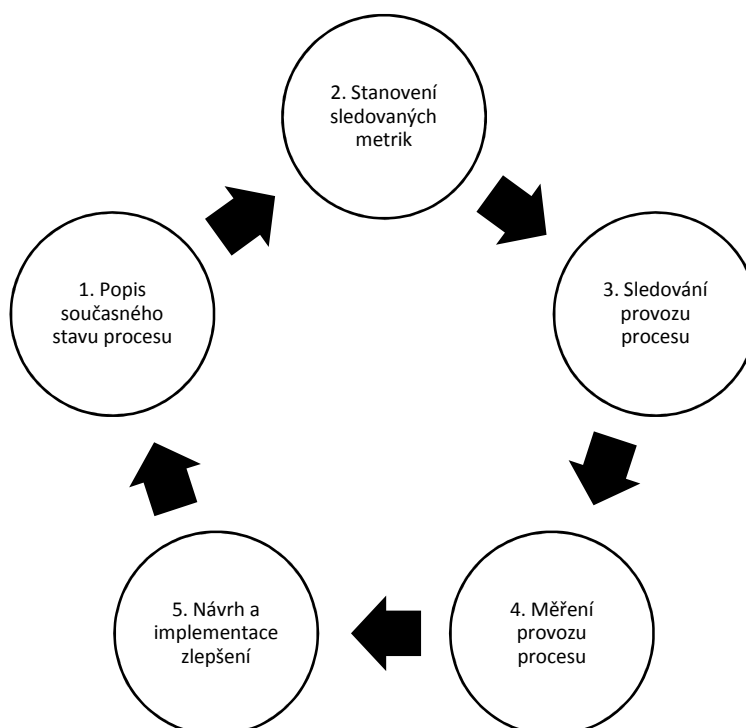 1. Popis
současného
stavu procesu
2. Stanovení
sledovaných
metrik
3. Sledování
provozu
procesu
4. Měření
provozu
procesu
5. Návrh a
implementace
zlepšení